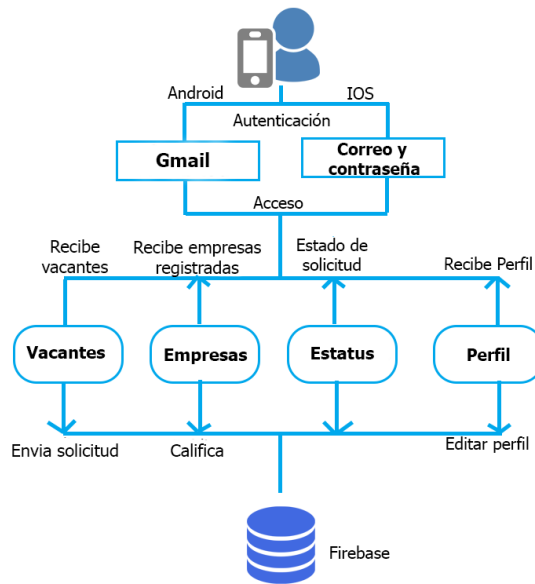 Android
IOS
Autenticación
Gmail
Correo y
contraseña
Acceso
Recibe
vacantes
Recibe empresas
registradas
Estado de
solicitud
Recibe Perfil
Vacantes
Empresas
Estatus
Perfil
Envia solicitud
Califica
Editar perfil
Firebase